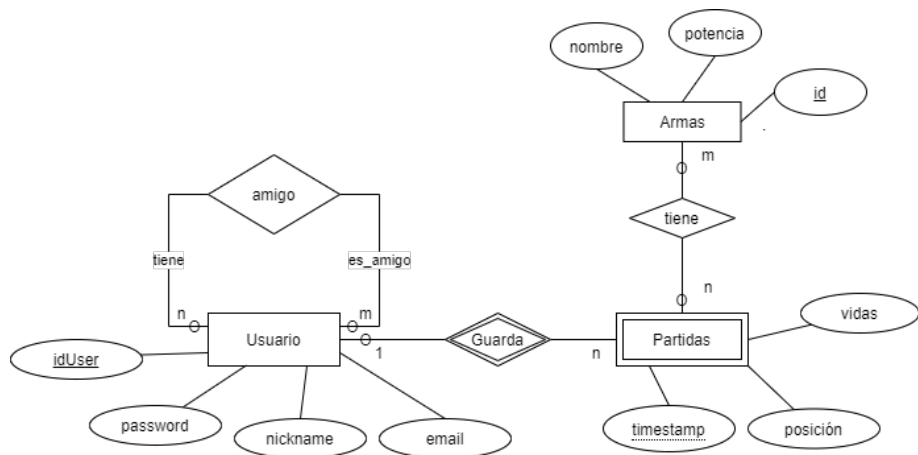 potencia
nombre
id
Armas
m
amigo
tiene
n
tiene
es_amigo
vidas
n
m
Usuario
Guarda
Partidas
1
n
idUser
password
nickname
email
timestamp
posición